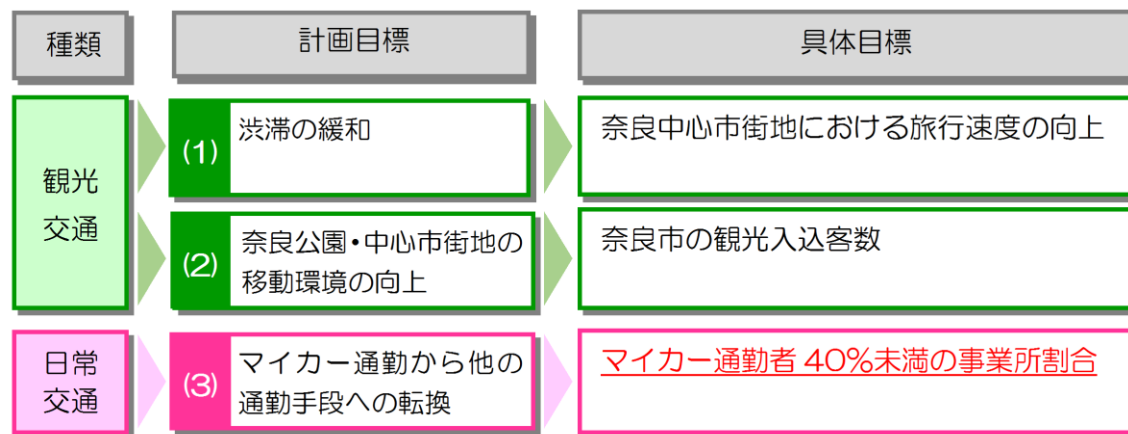 種類
計画目標
具体目標
観光
交通
(1)
渋滞の緩和
奈良中心市街地における旅行速度の向上
(2)
奈良公園・中心市街地の
移動環境の向上
奈良市の観光入込客数
日常
交通
(3)
マイカー通勤から他の
通勤手段への転換
マイカー通勤者 40%未満の事業所割合